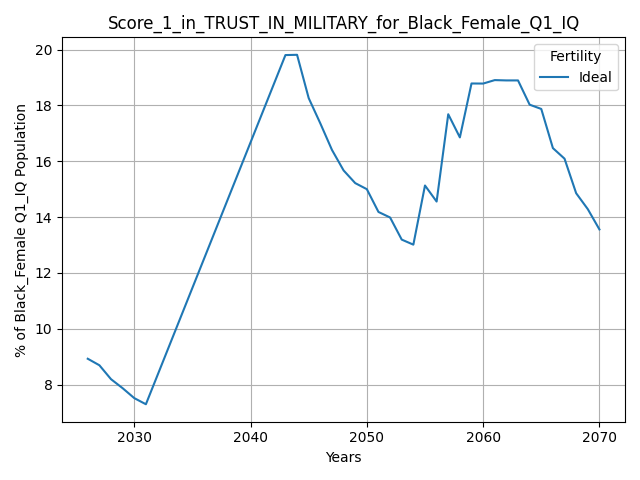 Score_1_in_TRUST_IN_MILITARY_for_Black_Female_Q1_IQ
Fertility
Ideal
% of Black_Female Q1_IQ Population
20
18
16
14
12
10
8
2030
2040
2050
2060
2070
Years